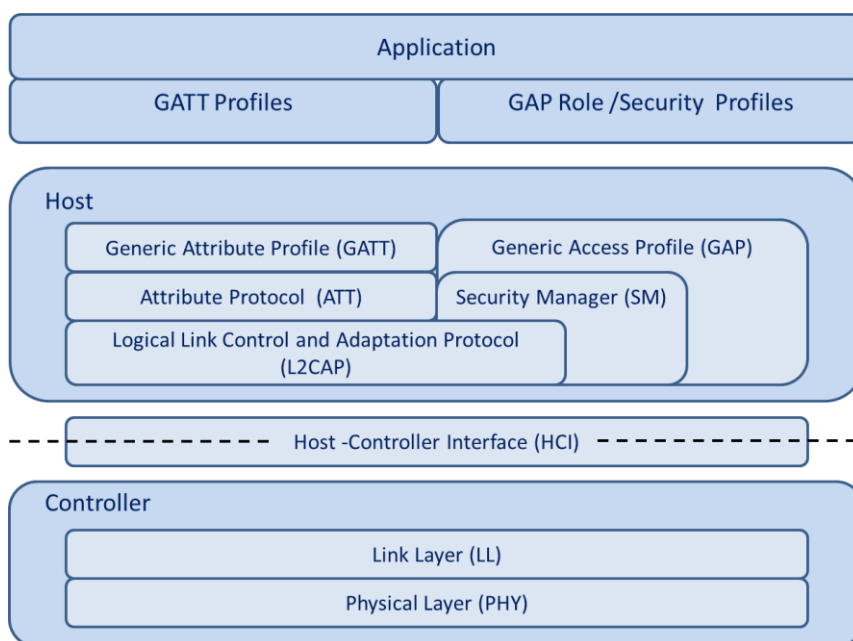 Application
GATT Profiles
GAP Role /Security  Profiles
Host
Generic Attribute Profile (GATT)
Generic Access Profile (GAP)
Attribute Protocol  (ATT)
Security Manager (SM)
Logical Link Control and Adaptation Protocol
(L2CAP)
Host -Controller Interface (HCI)
Controller
Link Layer (LL)
Physical Layer (PHY)